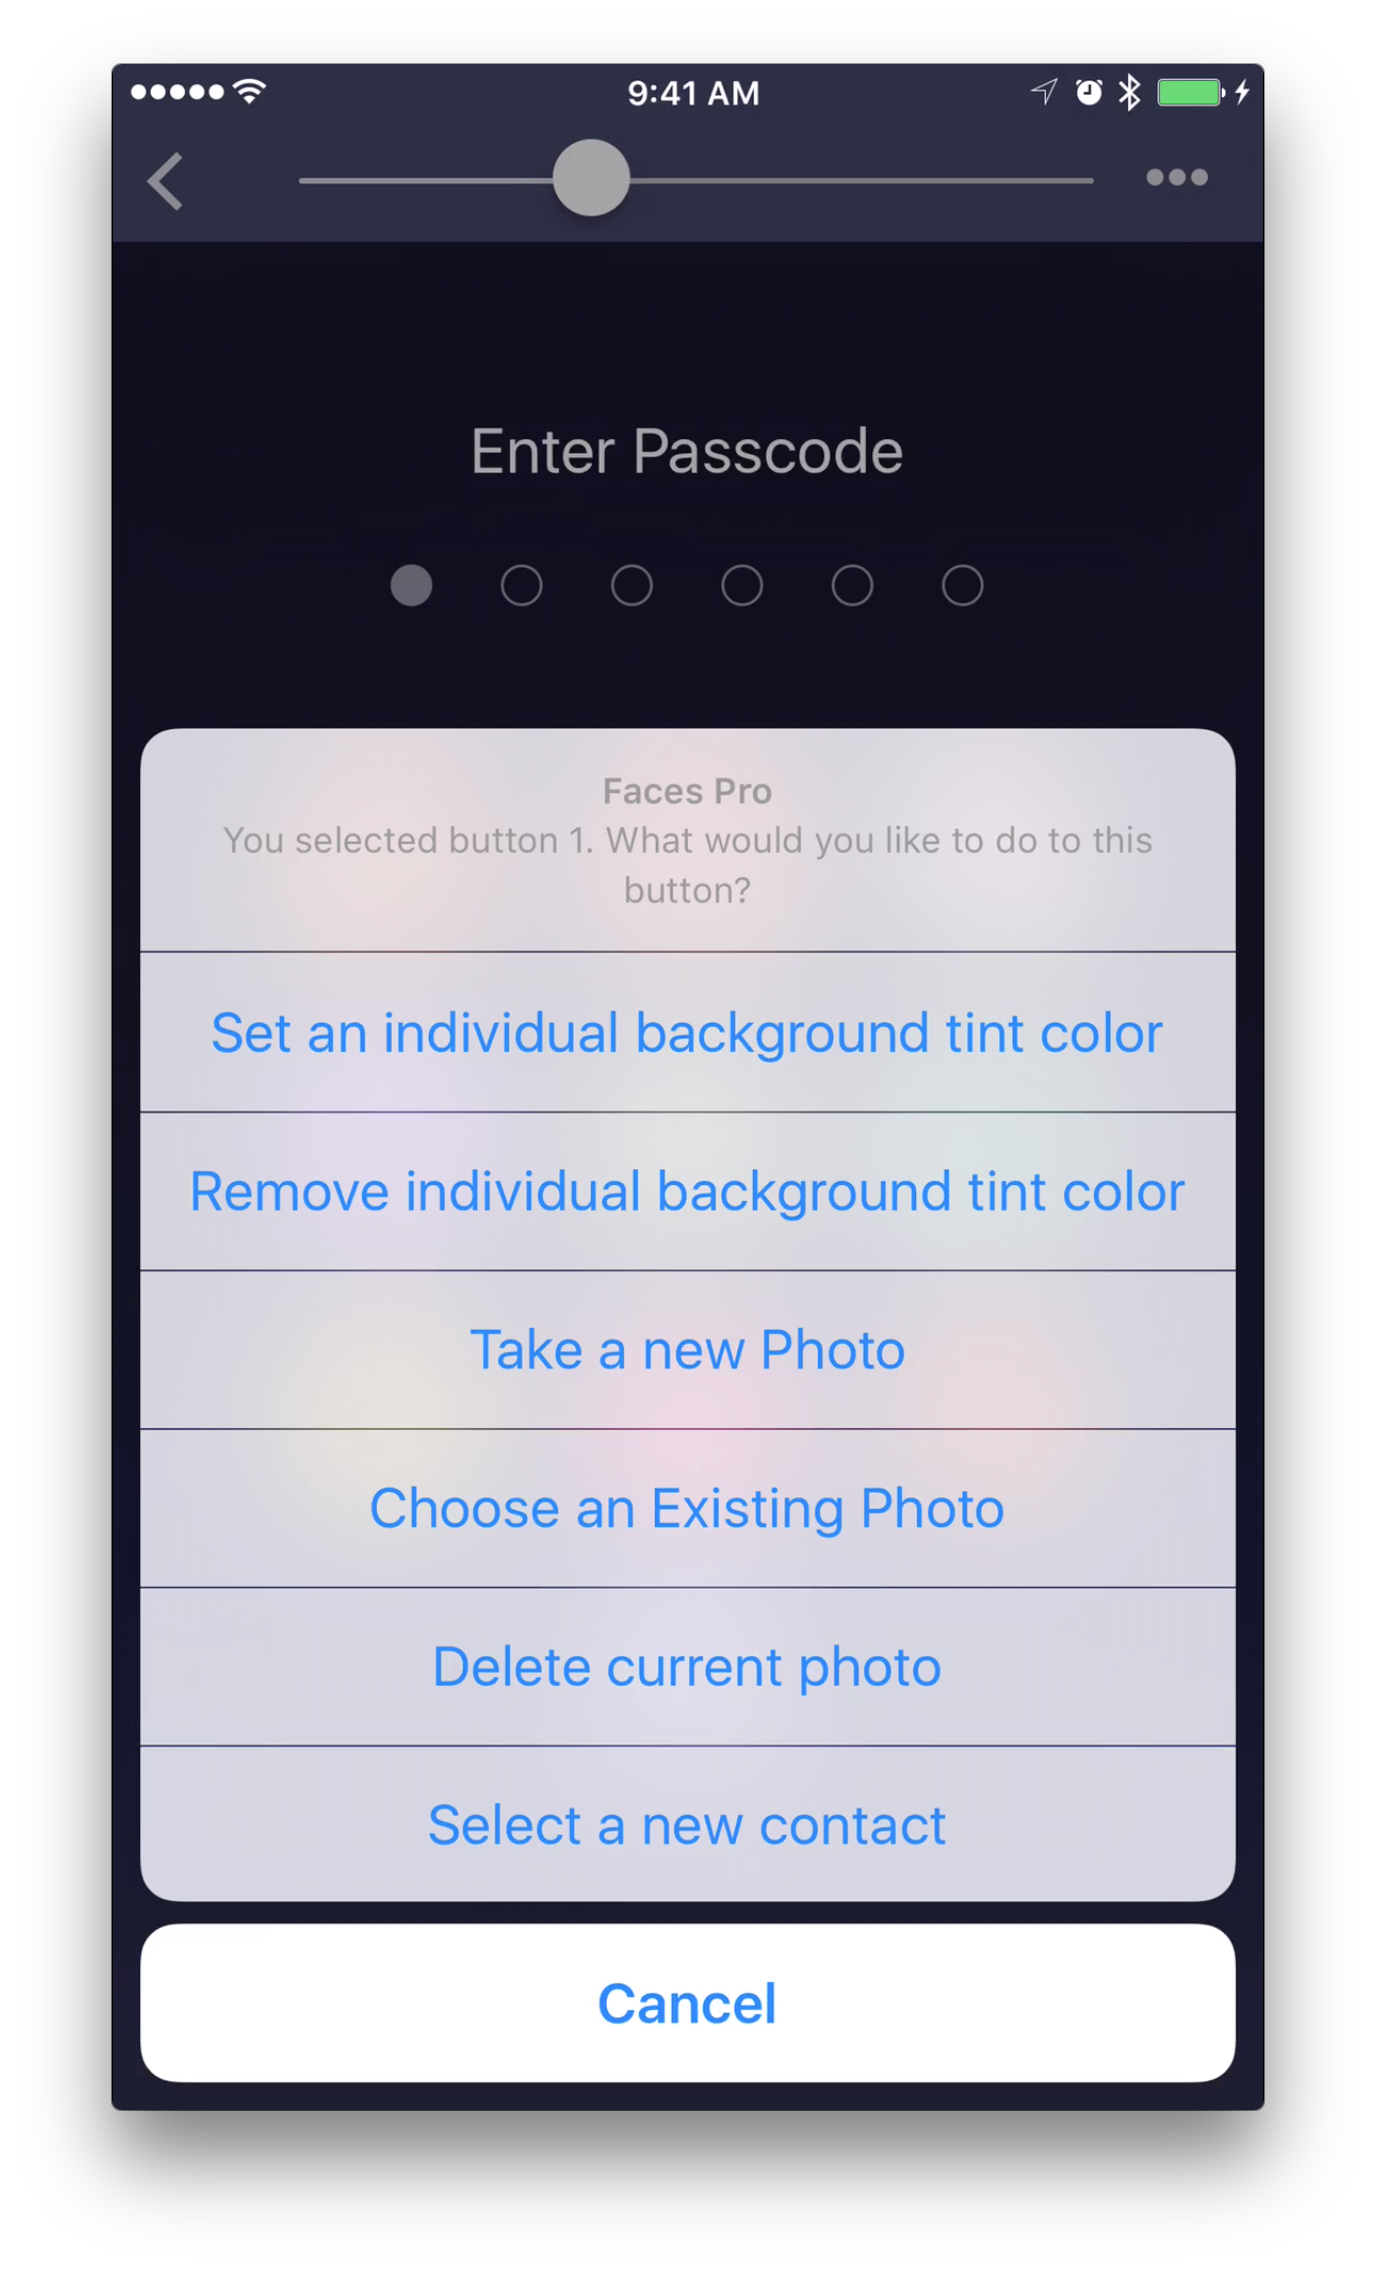 9:41 AM
Enter Passcode
Faces Pro
You selected button 1. What would you like to do to this
button?
Set an individual background tint color
Remove individual background tint color
Take a new Photo
Choose an Existing Photo
Delete current photo
Select a new contact
Cancel